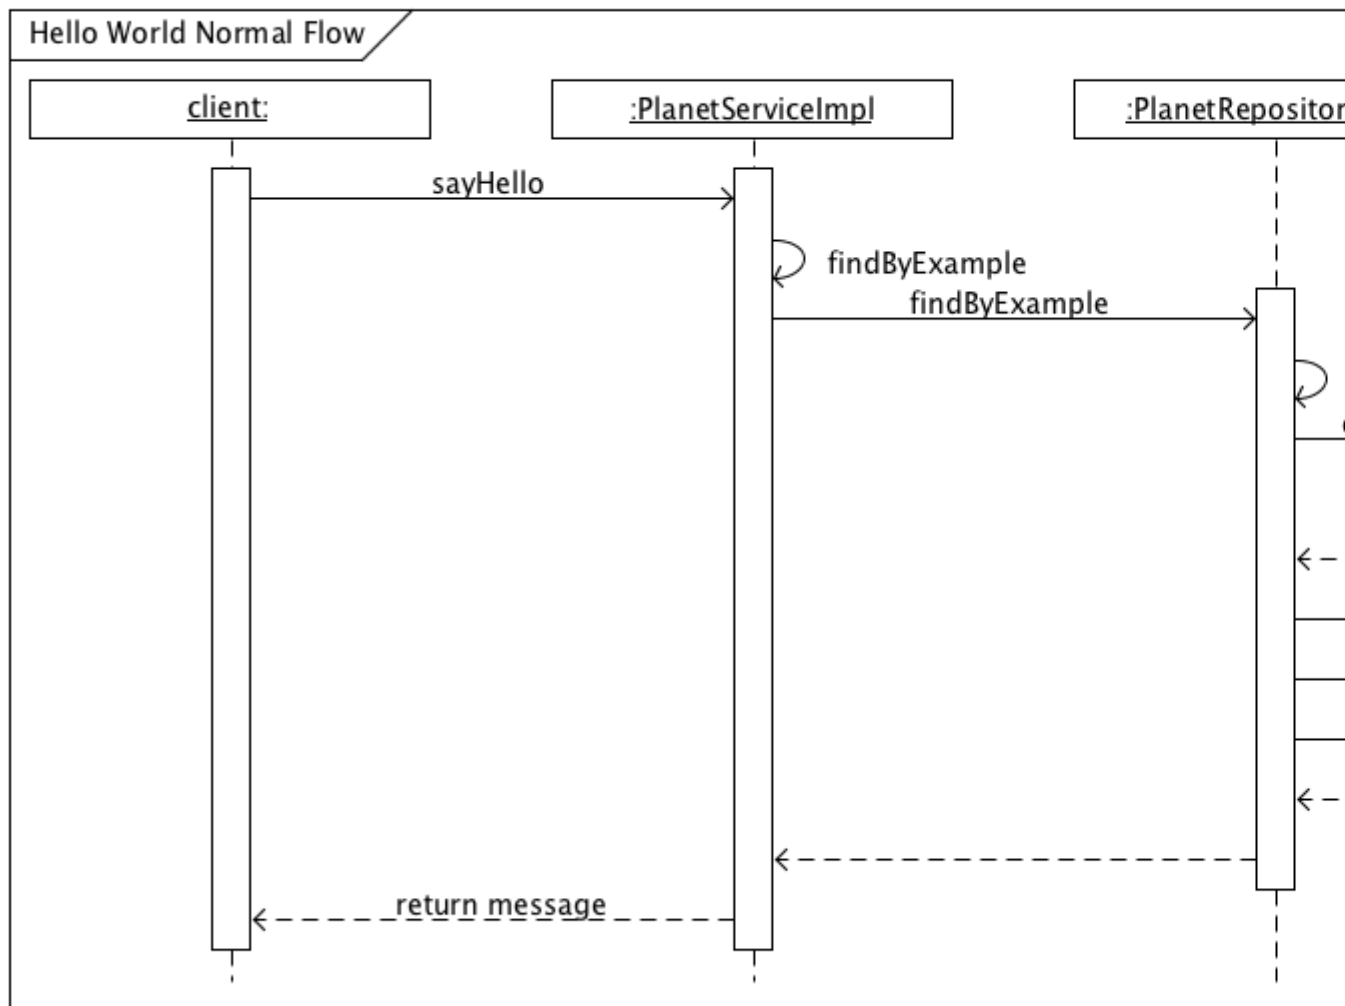 Hello World Normal Flow
client:
:PlanetServiceImpl
sayHello
findByExample
findByExample
return message